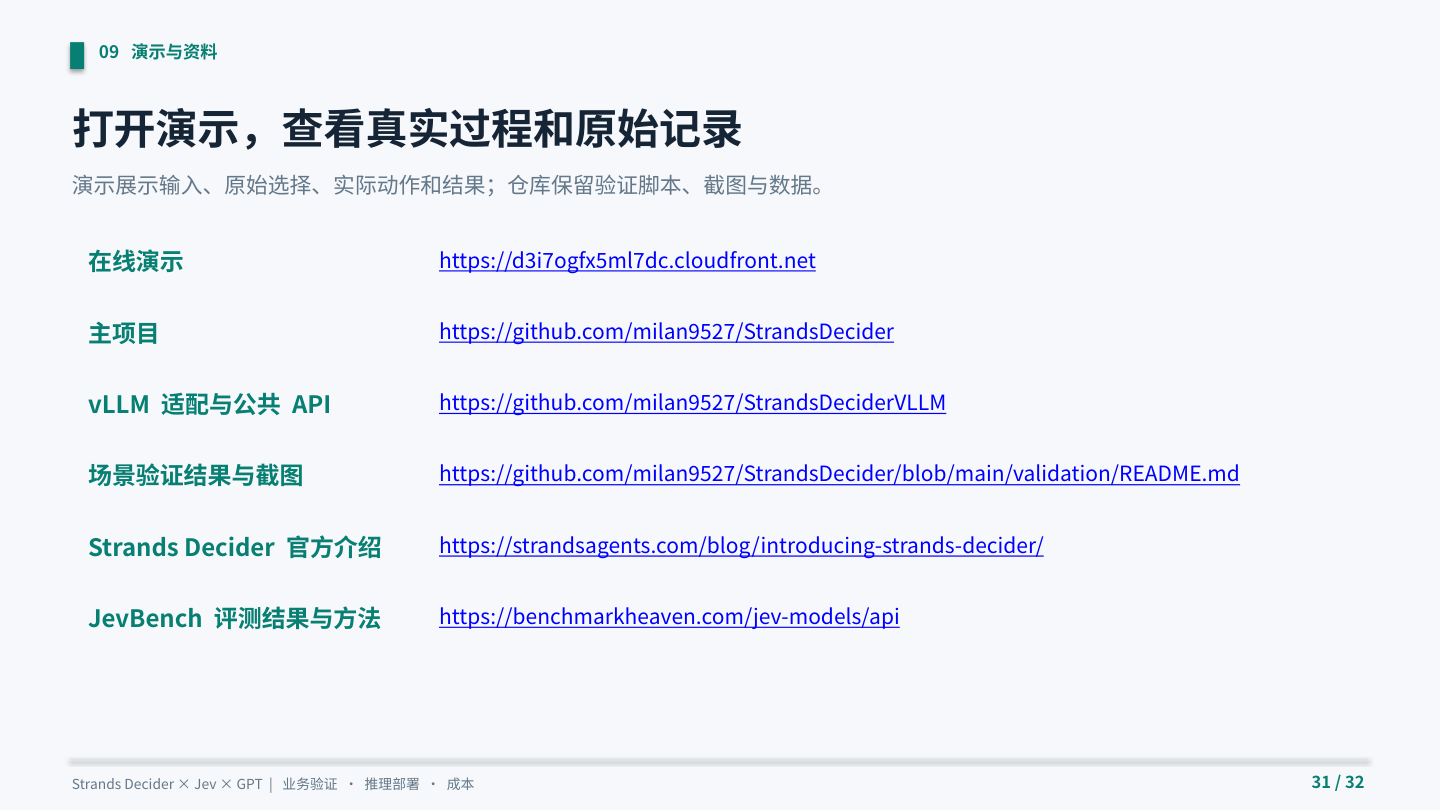 09 演示与资料
打开演示，查看真实过程和原始记录
演示展示输入、原始选择、实际动作和结果；仓库保留验证脚本、截图与数据。
在线演示 https://d3i7ogfx5ml7dc.cloudfront.net
主项目 https://github.com/milan9527/StrandsDecider
vLLM 适配与公共 API https://github.com/milan9527/StrandsDeciderVLLM
场景验证结果与截图 https://github.com/milan9527/StrandsDecider/blob/main/validation/README.md
Strands Decider 官方介绍 https://strandsagents.com/blog/introducing-strands-decider/
JevBench 评测结果与方法 https://benchmarkheaven.com/jev-models/api
Strands Decider × Jev × GPT | 业务验证 · 推理部署 · 成本
31 / 32